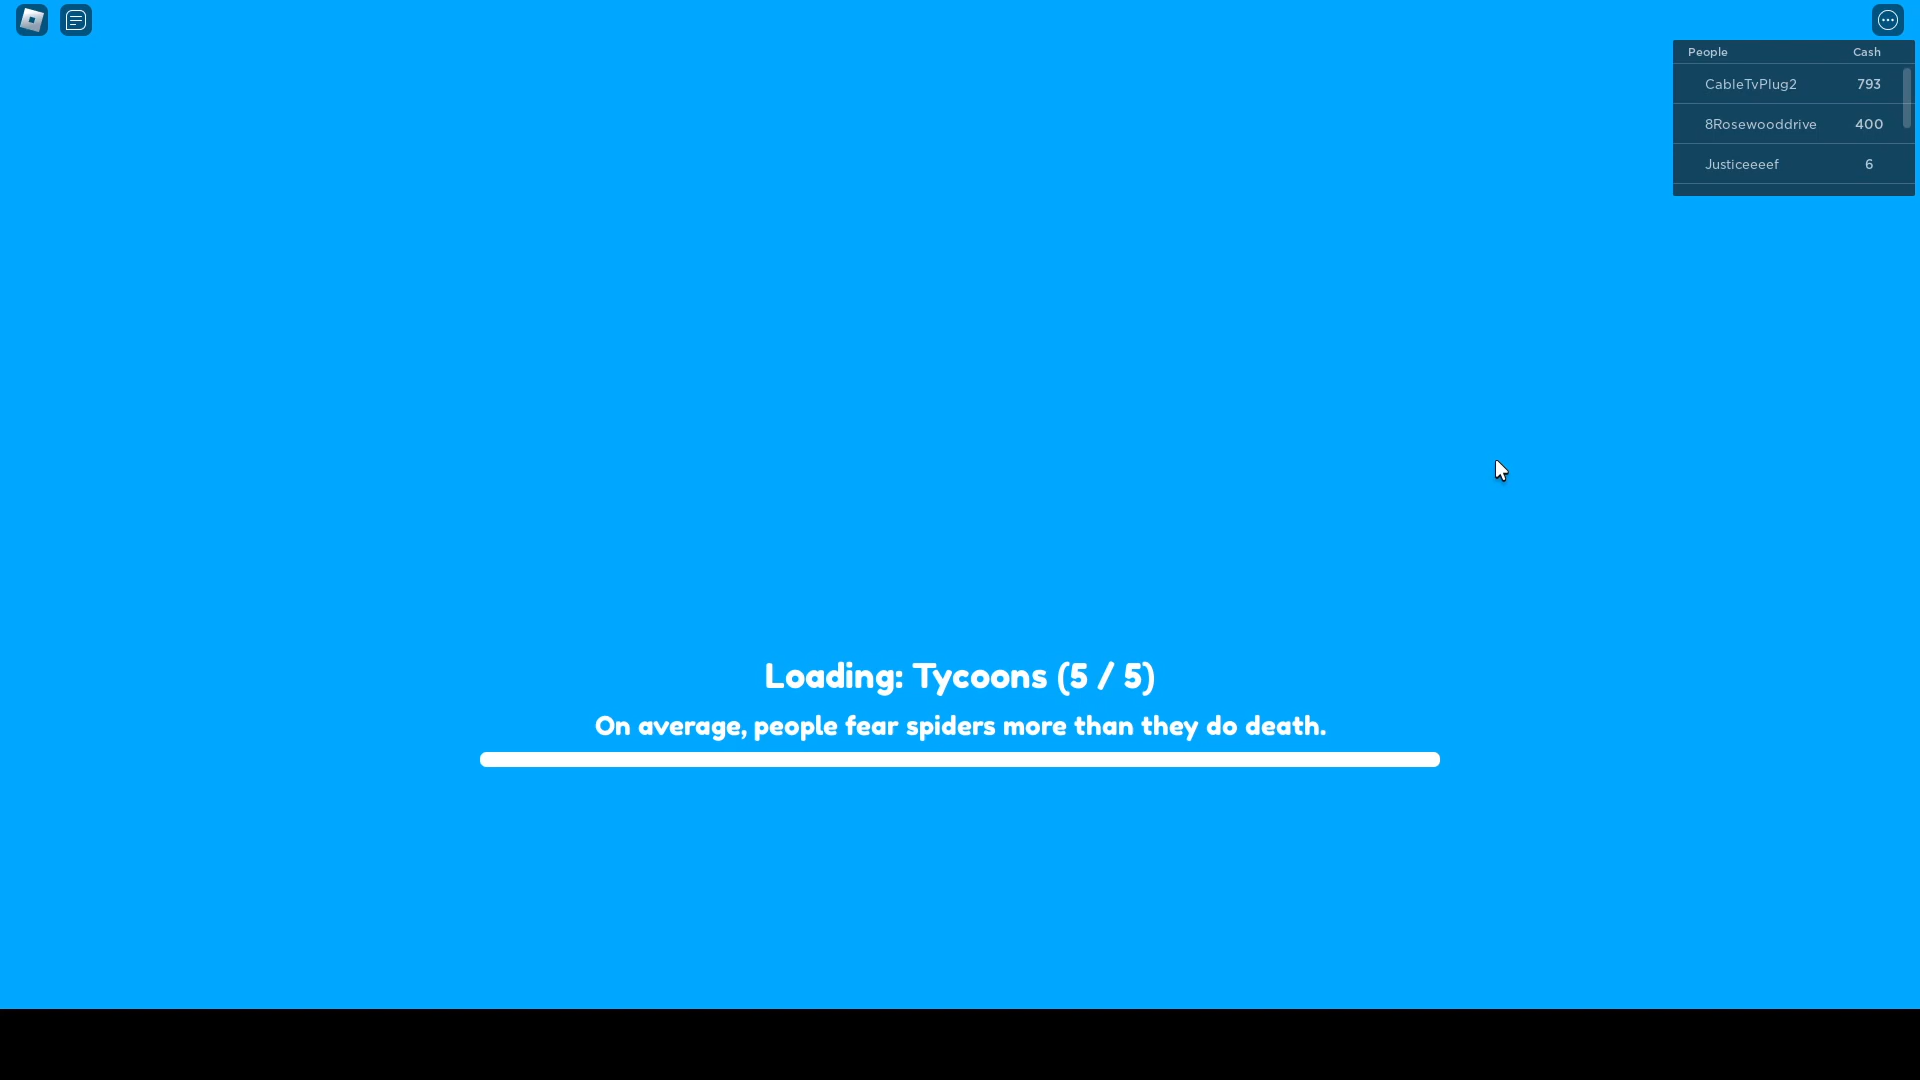 People Cash
CableTvPlug2 793
8Rosewooddrive 400
Justiceeeef 6
Loading: Tycoons (5 / 5)
On average, people fear spiders more than they do death.